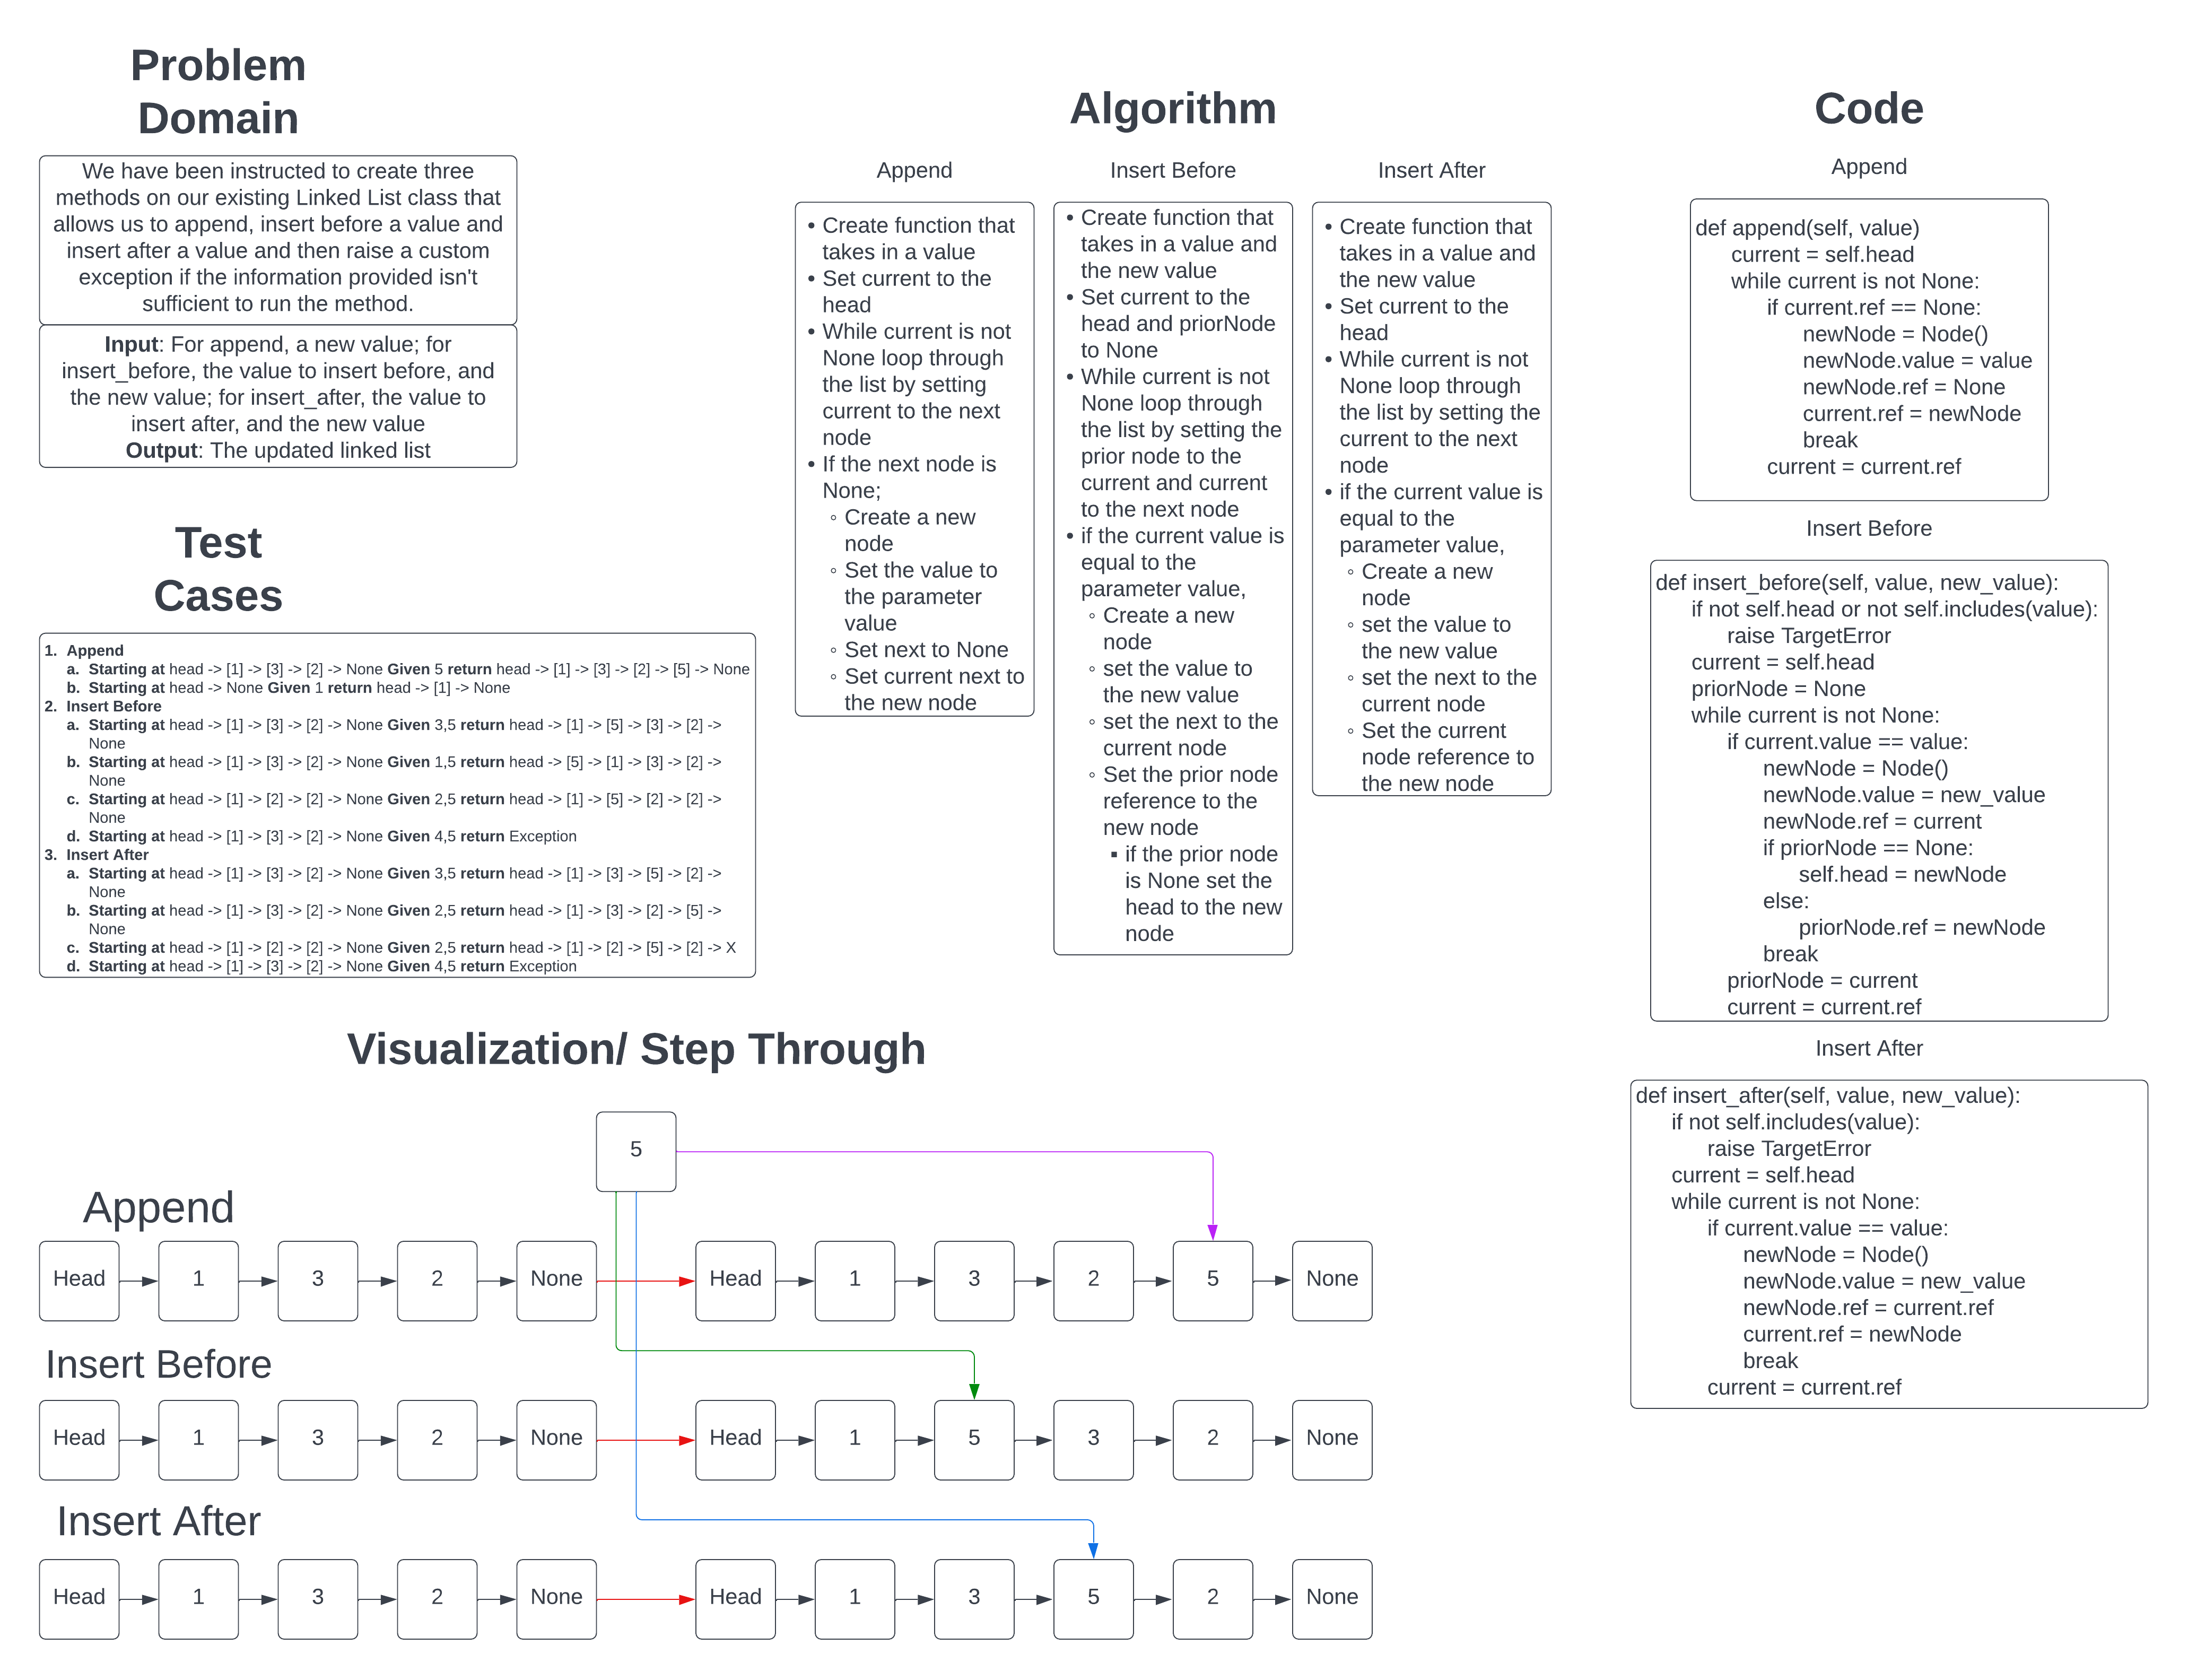 Problem
Domain
We have been instructed to create three
methods on our existing Linked List class that
allows us to append, insert before a value and
insert after a value and then raise a custom
exception if the information provided isn't
sufficient to run the method.
Input: For append, a new value; for
insert_before, the value to insert before, and
the new value; for insert_after, the value to
insert after, and the new value
Output: The updated linked list
Test
Cases
1. Append
a. Starting at head -> [1] -> [3] -> [2] -> None Given 5 return head -> [1] -> [3] -> [2] -> [5] -> None
b. Starting at head -> None Given 1 return head -> [1] -> None
2. Insert Before
a. Starting at head -> [1] -> [3] -> [2] -> None Given 3,5 return head -> [1] -> [5] -> [3] -> [2] ->
None
b. Starting at head -> [1] -> [3] -> [2] -> None Given 1,5 return head -> [5] -> [1] -> [3] -> [2] ->
None
c. Starting at head -> [1] -> [2] -> [2] -> None Given 2,5 return head -> [1] -> [5] -> [2] -> [2] ->
None
d. Starting at head -> [1] -> [3] -> [2] -> None Given 4,5 return Exception
3. Insert After
a. Starting at head -> [1] -> [3] -> [2] -> None Given 3,5 return head -> [1] -> [3] -> [5] -> [2] ->
None
b. Starting at head -> [1] -> [3] -> [2] -> None Given 2,5 return head -> [1] -> [3] -> [2] -> [5] ->
None
c. Starting at head -> [1] -> [2] -> [2] -> None Given 2,5 return head -> [1] -> [2] -> [5] -> [2] -> X
d. Starting at head -> [1] -> [3] -> [2] -> None Given 4,5 return Exception
Algorithm
Append
• Create function that
takes in a value
• Set current to the
head
• While current is not
None loop through
the list by setting
current to the next
node
• If the next node is
None;
◦ Create a new
node
◦ Set the value to
the parameter
value
◦ Set next to None
◦ Set current next to
the new node
Insert Before
• Create function that
takes in a value and
the new value
• Set current to the
head and priorNode
to None
• While current is not
None loop through
the list by setting the
prior node to the
current and current
to the next node
• if the current value is
equal to the
parameter value,
◦ Create a new
node
◦ set the value to
the new value
◦ set the next to the
current node
◦ Set the prior node
reference to the
new node
▪ if the prior node
is None set the
head to the new
node
Insert After
• Create function that
takes in a value and
the new value
• Set current to the
head
• While current is not
None loop through
the list by setting the
current to the next
node
• if the current value is
equal to the
parameter value,
◦ Create a new
node
◦ set the value to
the new value
◦ set the next to the
current node
◦ Set the current
node reference to
the new node
Code
Append
def append(self, value)
current = self.head
while current is not None:
if current.ref == None:
newNode = Node()
newNode.value = value
newNode.ref = None
current.ref = newNode
break
current = current.ref
Insert Before
def insert_before(self, value, new_value):
if not self.head or not self.includes(value):
raise TargetError
current = self.head
priorNode = None
while current is not None:
if current.value == value:
newNode = Node()
newNode.value = new_value
newNode.ref = current
if priorNode == None:
self.head = newNode
else:
priorNode.ref = newNode
break
priorNode = current
current = current.ref
Insert After
def insert_after(self, value, new_value):
if not self.includes(value):
raise TargetError
current = self.head
while current is not None:
if current.value == value:
newNode = Node()
newNode.value = new_value
newNode.ref = current.ref
current.ref = newNode
break
current = current.ref
Visualization/ Step Through
5
Append
Head 1 3 2 None Head 1 3 2 5 None
Insert Before
Head 1 3 2 None Head 1 5 3 2 None
Insert After
Head 1 3 2 None Head 1 3 5 2 None